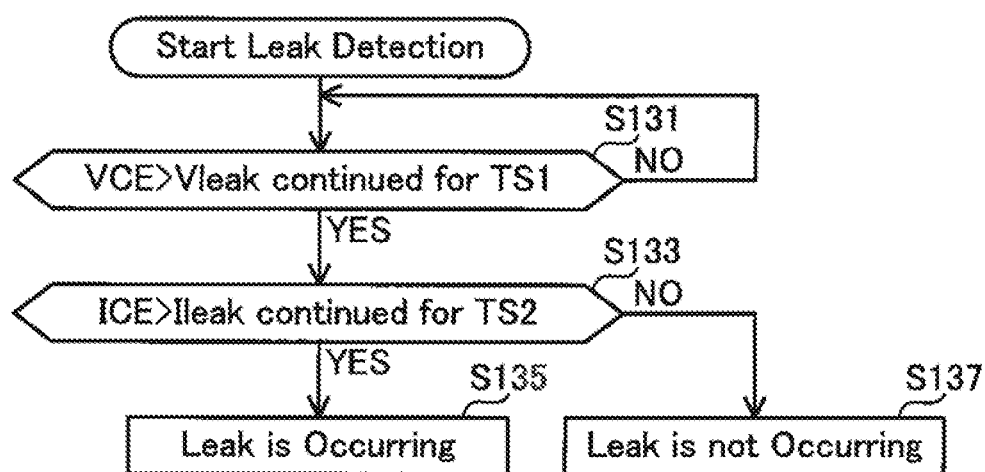 Start Leak Detection
S131
VCE>Vleak continued for TS1
NO
YES
S133
ICE>Ileak continued for TS2
NO
YES
S135
S137
Leak is Occurring
Leak is not Occurring